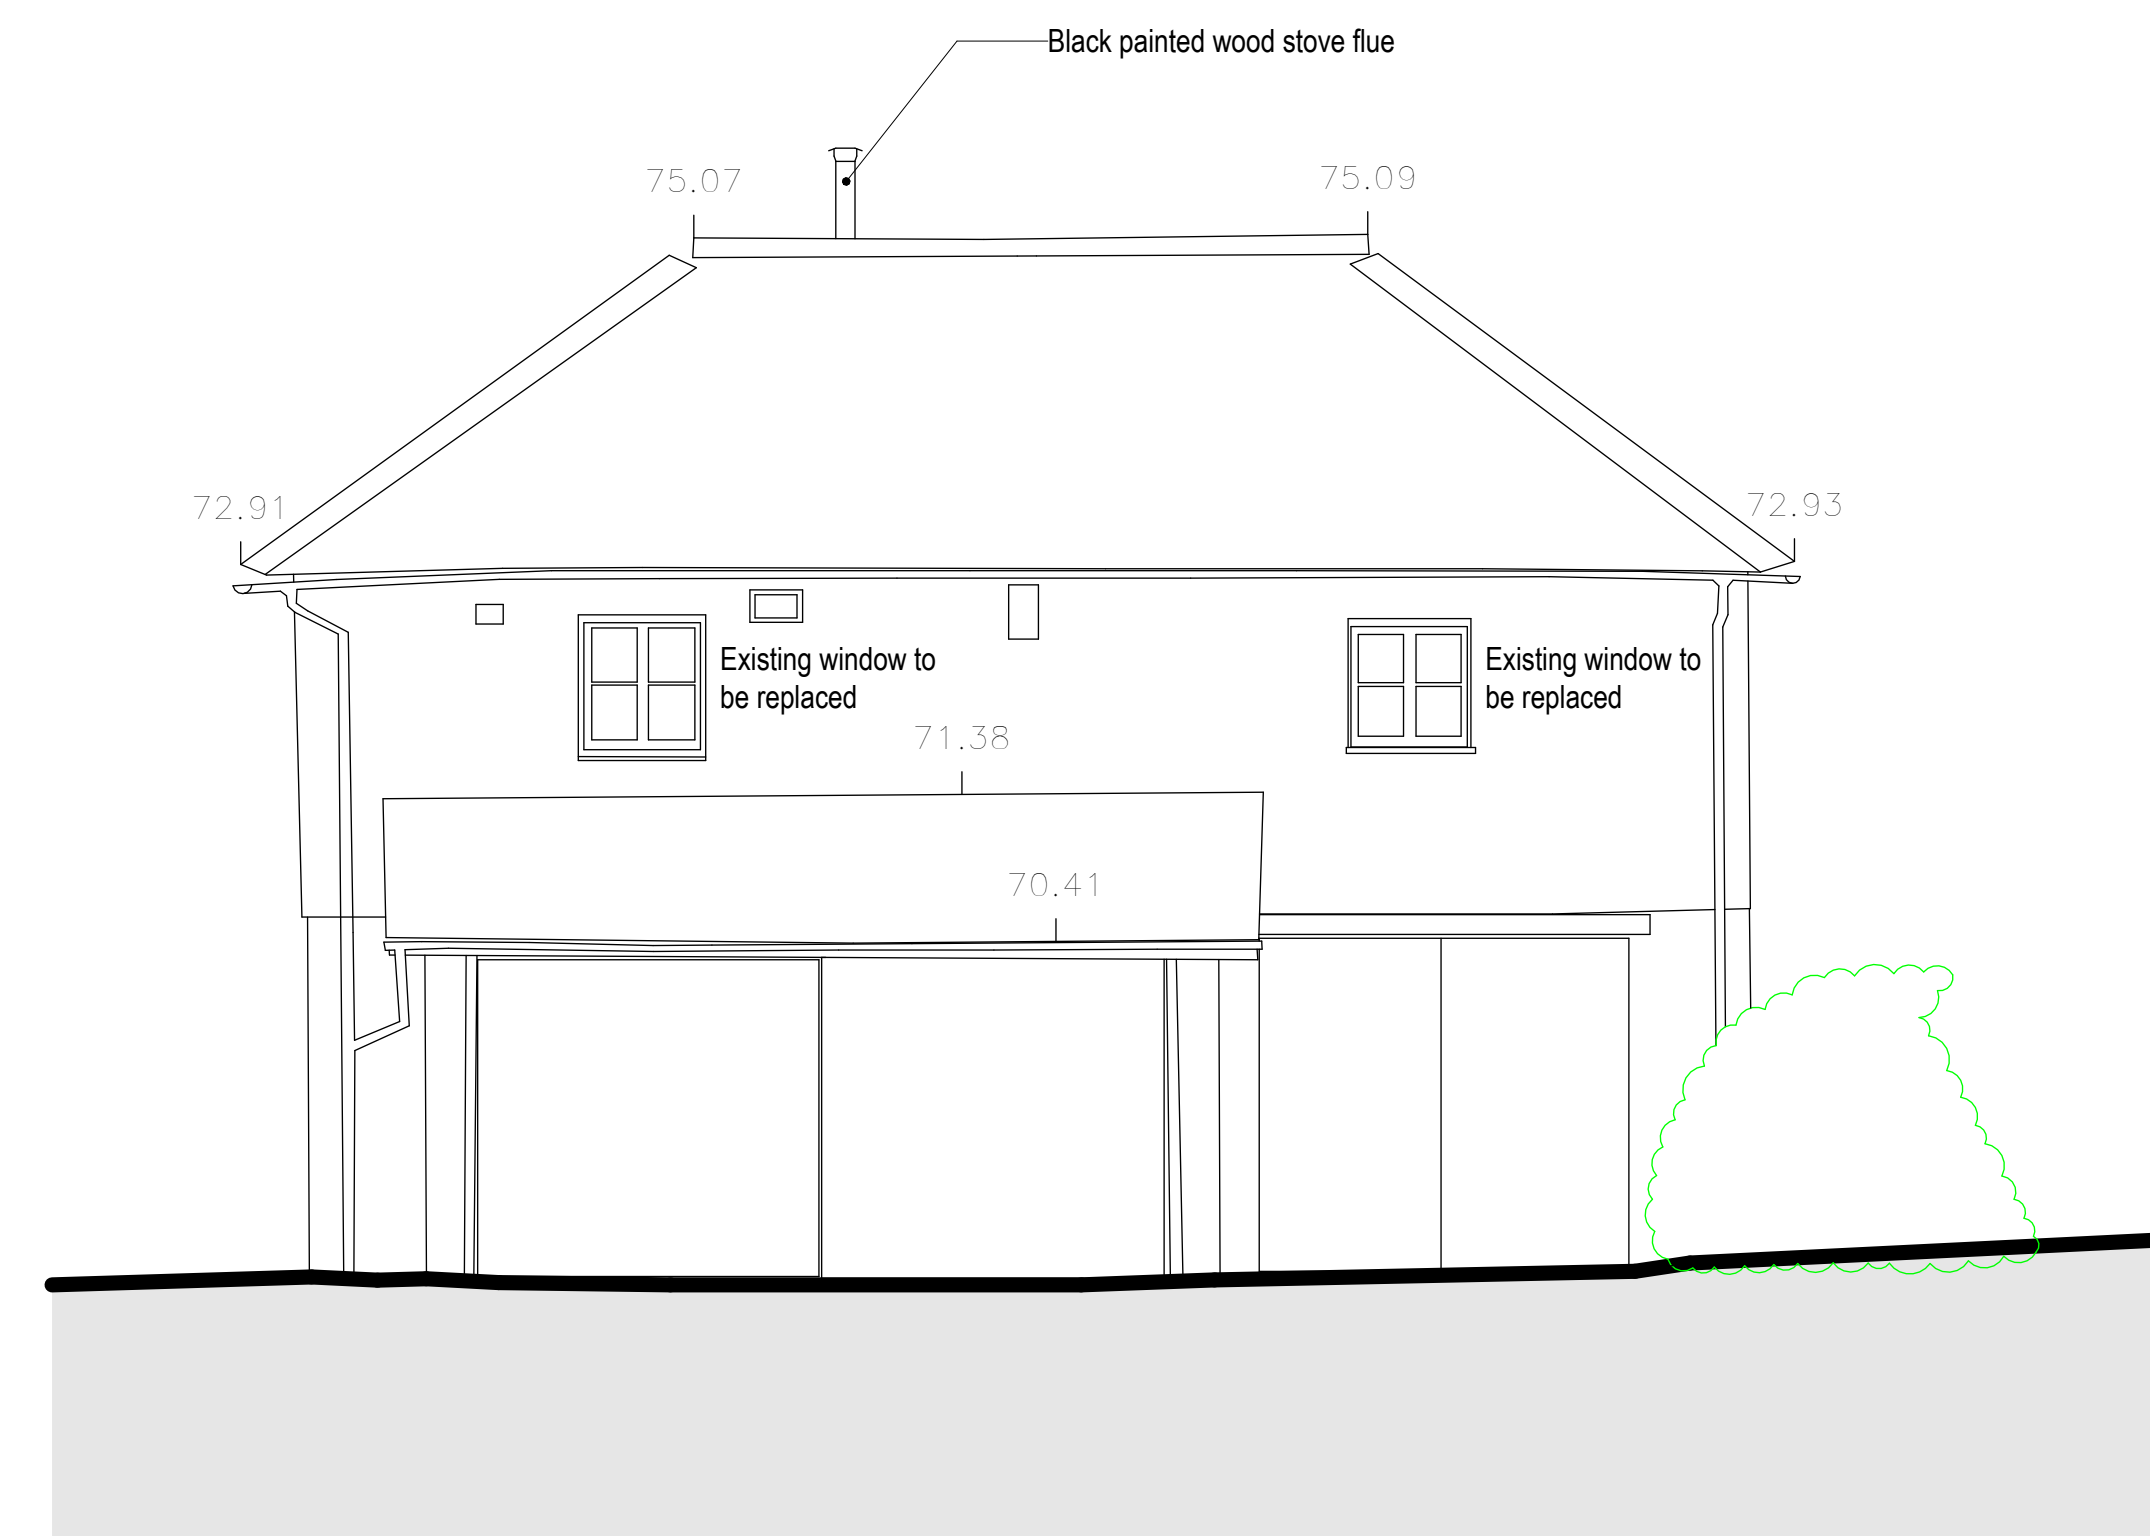 Black painted wood stove flue
75.07
75.09
72.91
72.93
Existing window to
be replaced
Existing window to
be replaced
71.38
70.41